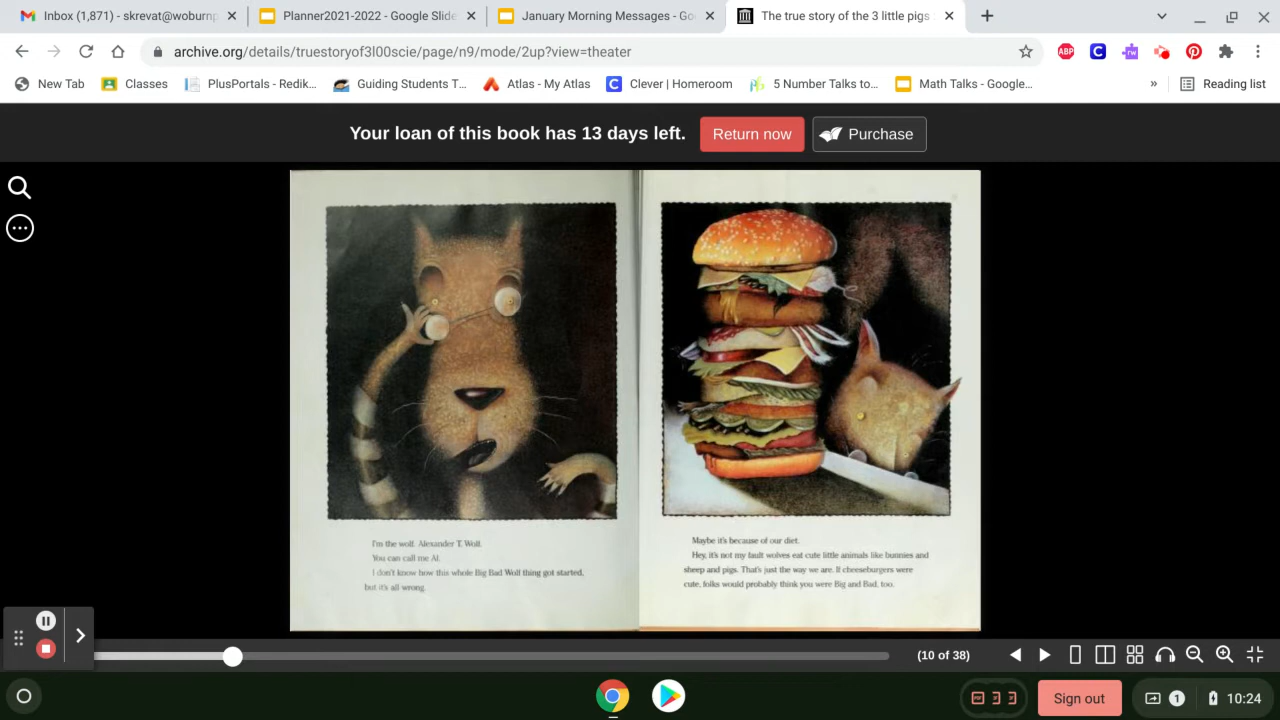 Inbox (1,871) - skrevat@woburnp
Planner2021-2022 - Google Slide
January Morning Messages - Go
The true story of the 3 little pigs
archive.org/details/truestoryof3l00scie/page/n9/mode/2up?view=theater
ABP
C
rw
New Tab
Classes
PlusPortals - Redik...
Guiding Students T...
Atlas - My Atlas
C
Clever | Homeroom
5 Number Talks to...
Math Talks - Google...
»
Reading list
Your loan of this book has 13 days left.
Return now
Purchase
I'm the wolf. Alexander T. Wolf.
You can call me Al.
I don't know how this whole Big Bad Wolf thing got started,
but it's all wrong.
Maybe it's because of our diet.
Hey, it's not my fault wolves eat cute little animals like bunnies and
sheep and pigs. That's just the way we are. If cheeseburgers were
cute, folks would probably think you were Big and Bad, too.
(10 of 38)
Sign out
1
10:24